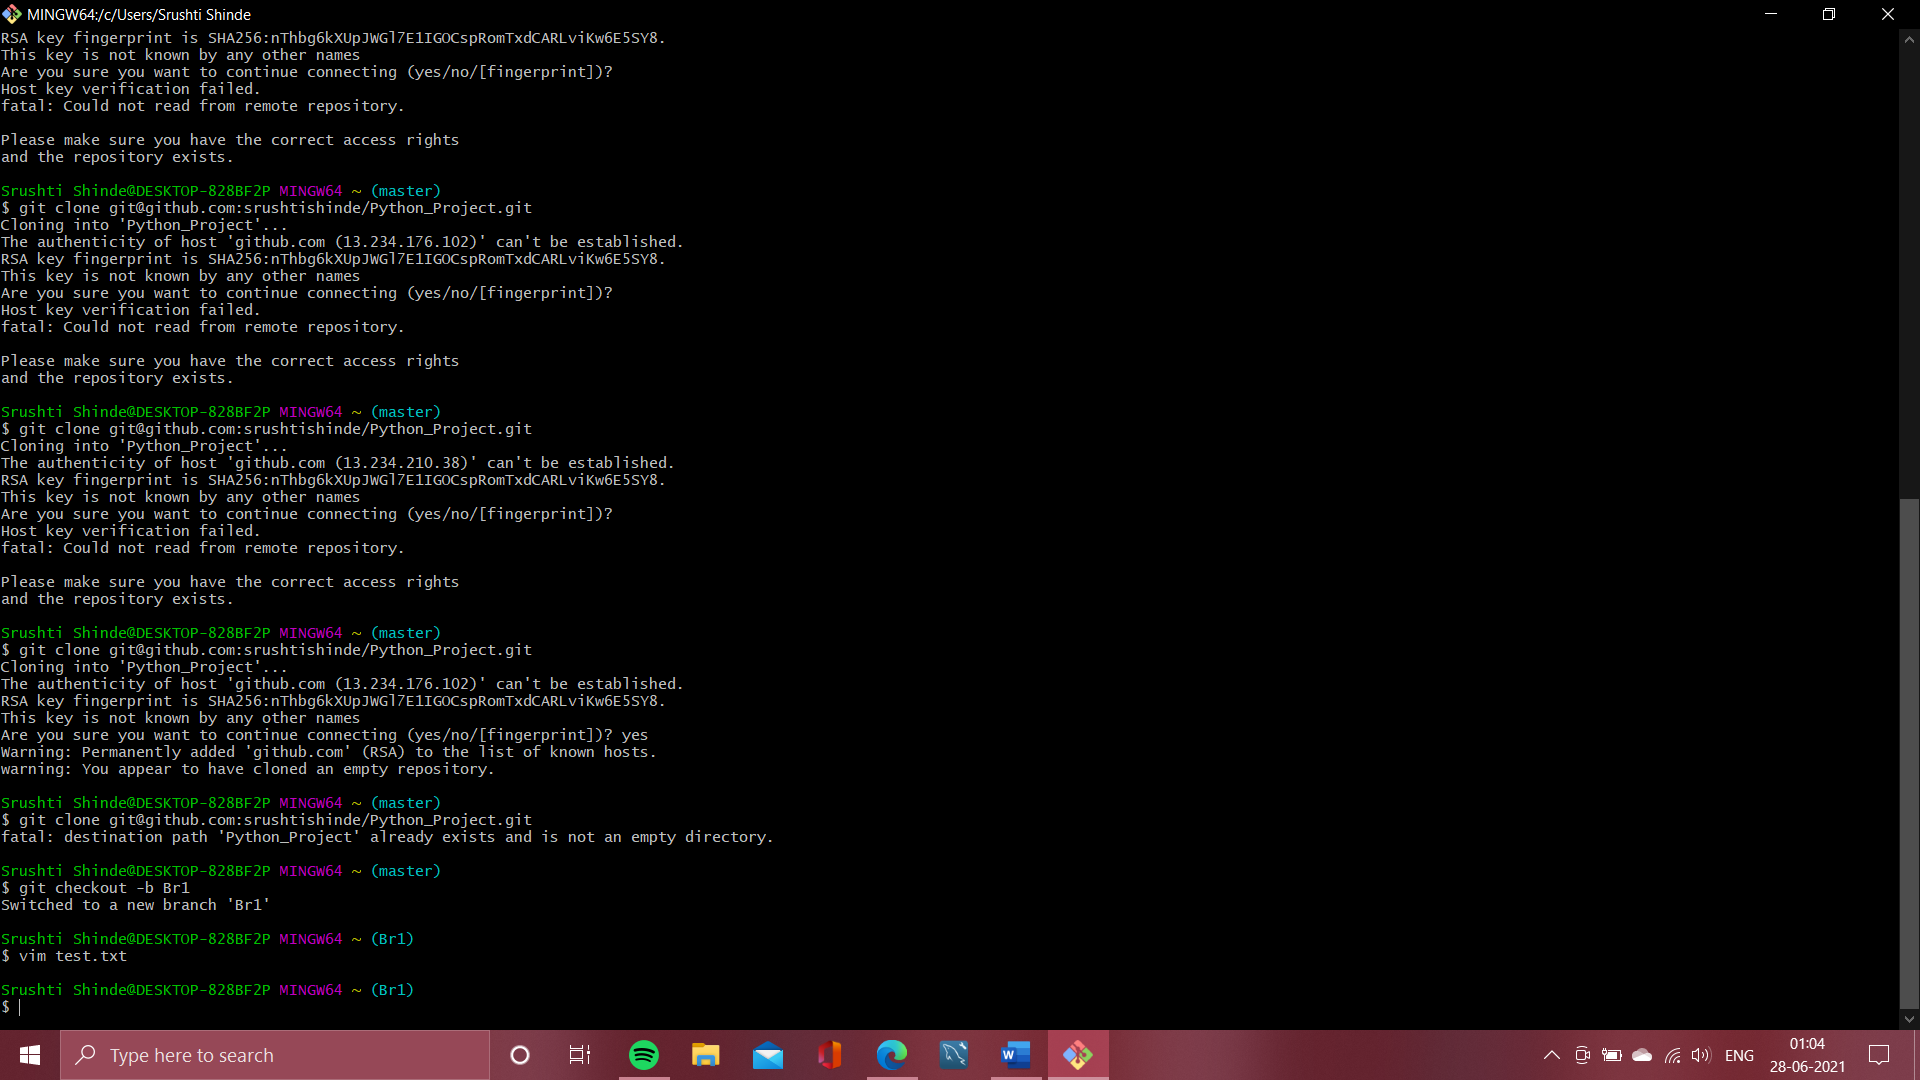 MINGW64:/c/Users/Srushti Shinde
RSA key fingerprint is SHA256:nThbg6kXUpJWGl7E1IGOCspRomTxdCARLviKw6E5SY8.
This key is not known by any other names
Are you sure you want to continue connecting (yes/no/[fingerprint])?
Host key verification failed.
fatal: Could not read from remote repository.
Please make sure you have the correct access rights
and the repository exists.
Srushti Shinde@DESKTOP-828BF2P MINGW64 ~ (master)
$ git clone git@github.com:srushtishinde/Python_Project.git
Cloning into 'Python_Project'...
The authenticity of host 'github.com (13.234.176.102)' can't be established.
RSA key fingerprint is SHA256:nThbg6kXUpJWGl7E1IGOCspRomTxdCARLviKw6E5SY8.
This key is not known by any other names
Are you sure you want to continue connecting (yes/no/[fingerprint])?
Host key verification failed.
fatal: Could not read from remote repository.
Please make sure you have the correct access rights
and the repository exists.
Srushti Shinde@DESKTOP-828BF2P MINGW64 ~ (master)
$ git clone git@github.com:srushtishinde/Python_Project.git
Cloning into 'Python_Project'...
The authenticity of host 'github.com (13.234.210.38)' can't be established.
RSA key fingerprint is SHA256:nThbg6kXUpJWGl7E1IGOCspRomTxdCARLviKw6E5SY8.
This key is not known by any other names
Are you sure you want to continue connecting (yes/no/[fingerprint])?
Host key verification failed.
fatal: Could not read from remote repository.
Please make sure you have the correct access rights
and the repository exists.
Srushti Shinde@DESKTOP-828BF2P MINGW64 ~ (master)
$ git clone git@github.com:srushtishinde/Python_Project.git
Cloning into 'Python_Project'...
The authenticity of host 'github.com (13.234.176.102)' can't be established.
RSA key fingerprint is SHA256:nThbg6kXUpJWGl7E1IGOCspRomTxdCARLviKw6E5SY8.
This key is not known by any other names
Are you sure you want to continue connecting (yes/no/[fingerprint])? yes
Warning: Permanently added 'github.com' (RSA) to the list of known hosts.
warning: You appear to have cloned an empty repository.
Srushti Shinde@DESKTOP-828BF2P MINGW64 ~ (master)
$ git clone git@github.com:srushtishinde/Python_Project.git
fatal: destination path 'Python_Project' already exists and is not an empty directory.
Srushti Shinde@DESKTOP-828BF2P MINGW64 ~ (master)
$ git checkout -b Br1
Switched to a new branch 'Br1'
Srushti Shinde@DESKTOP-828BF2P MINGW64 ~ (Br1)
$ vim test.txt
Srushti Shinde@DESKTOP-828BF2P MINGW64 ~ (Br1)
$
Type here to search
ENG
01:04
28-06-2021